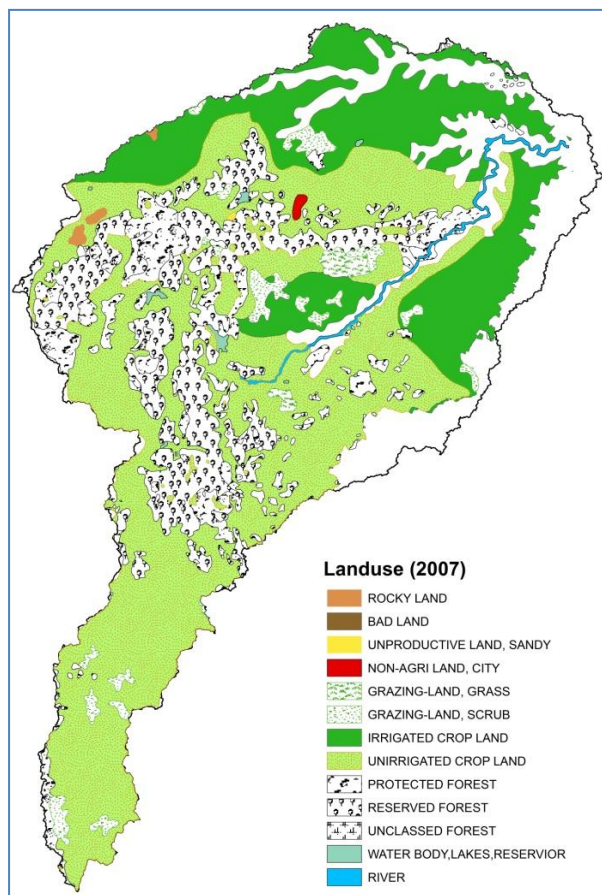 Landuse (2007)
ROCKY LAND
BAD LAND
UNPRODUCTIVE LAND, SANDY
NON-AGRI LAND, CITY
GRAZING-LAND, GRASS
GRAZING-LAND, SCRUB
IRRIGATED CROP LAND
UNIRRIGATED CROP LAND
PROTECTED FOREST
RESERVED FOREST
UNCLASSED FOREST
WATER BODY,LAKES,RESERVIOR
RIVER